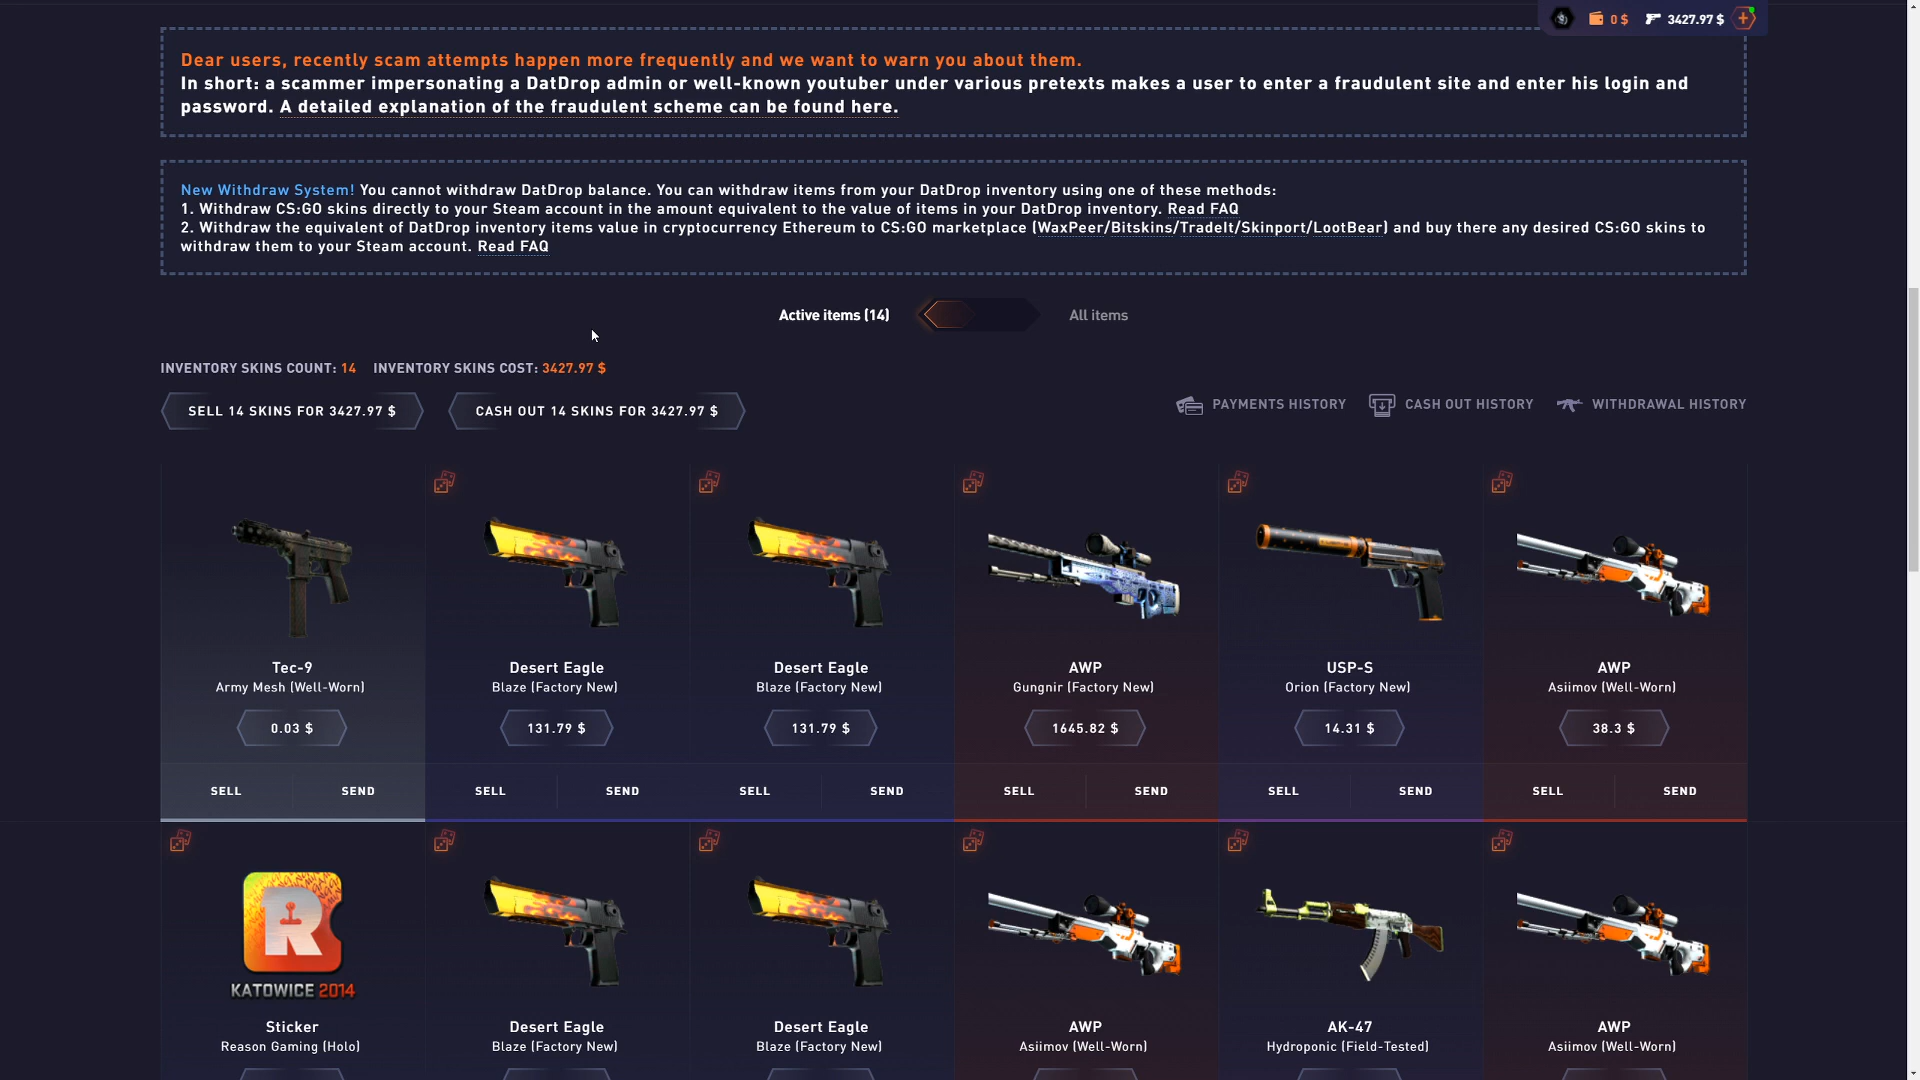 0 $ 3427.97 $
Dear users, recently scam attempts happen more frequently and we want to warn you about them.
In short: a scammer impersonating a DatDrop admin or well-known youtuber under various pretexts makes a user to enter a fraudulent site and enter his login and
password. A detailed explanation of the fraudulent scheme can be found here.
New Withdraw System! You cannot withdraw DatDrop balance. You can withdraw items from your DatDrop inventory using one of these methods:
1. Withdraw CS:GO skins directly to your Steam account in the amount equivalent to the value of items in your DatDrop inventory. Read FAQ
2. Withdraw the equivalent of DatDrop inventory items value in cryptocurrency Ethereum to CS:GO marketplace (WaxPeer/Bitskins/TradeIt/Skinport/LootBear) and buy there any desired CS:GO skins to
withdraw them to your Steam account. Read FAQ
Active items (14) All items
INVENTORY SKINS COUNT: 14 INVENTORY SKINS COST: 3427.97 $
SELL 14 SKINS FOR 3427.97 $ CASH OUT 14 SKINS FOR 3427.97 $ PAYMENTS HISTORY CASH OUT HISTORY WITHDRAWAL HISTORY
Tec-9 Desert Eagle Desert Eagle AWP USP-S AWP
Army Mesh (Well-Worn) Blaze (Factory New) Blaze (Factory New) Gungnir (Factory New) Orion (Factory New) Asiimov (Well-Worn)
0.03 $ 131.79 $ 131.79 $ 1645.82 $ 14.31 $ 38.3 $
SELL SEND SELL SEND SELL SEND SELL SEND SELL SEND SELL SEND
R
KATOWICE 2014
Sticker Desert Eagle Desert Eagle AWP AK-47 AWP
Reason Gaming (Holo) Blaze (Factory New) Blaze (Factory New) Asiimov (Well-Worn) Hydroponic (Field-Tested) Asiimov (Well-Worn)